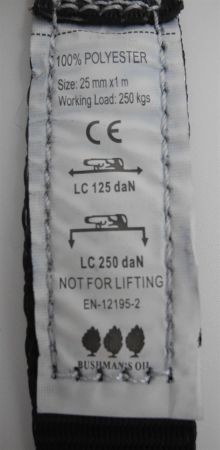 100% POLYESTER
Size: 25 mm x1 m
Working Load: 250 kgs
CE
LC 125 daN
LC 250 daN
NOT FOR LIFTING
EN-12195-2
BUSHMAN'S OIL